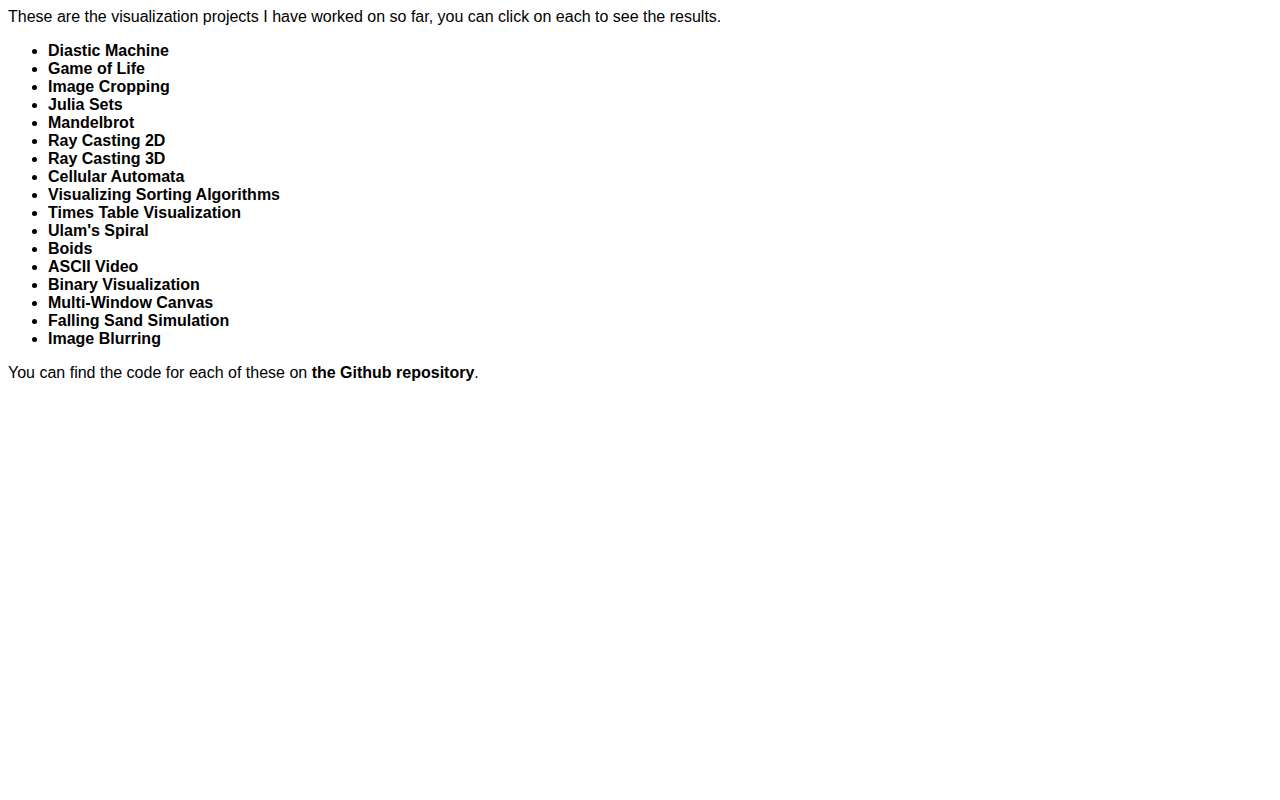 These are the visualization projects I have worked on so far, you can click on each to see the results.
Diastic Machine
Game of Life
Image Cropping
Julia Sets
Mandelbrot
Ray Casting 2D
Ray Casting 3D
Cellular Automata
Visualizing Sorting Algorithms
Times Table Visualization
Ulam's Spiral
Boids
ASCII Video
Binary Visualization
Multi-Window Canvas
Falling Sand Simulation
Image Blurring
You can find the code for each of these on the Github repository.